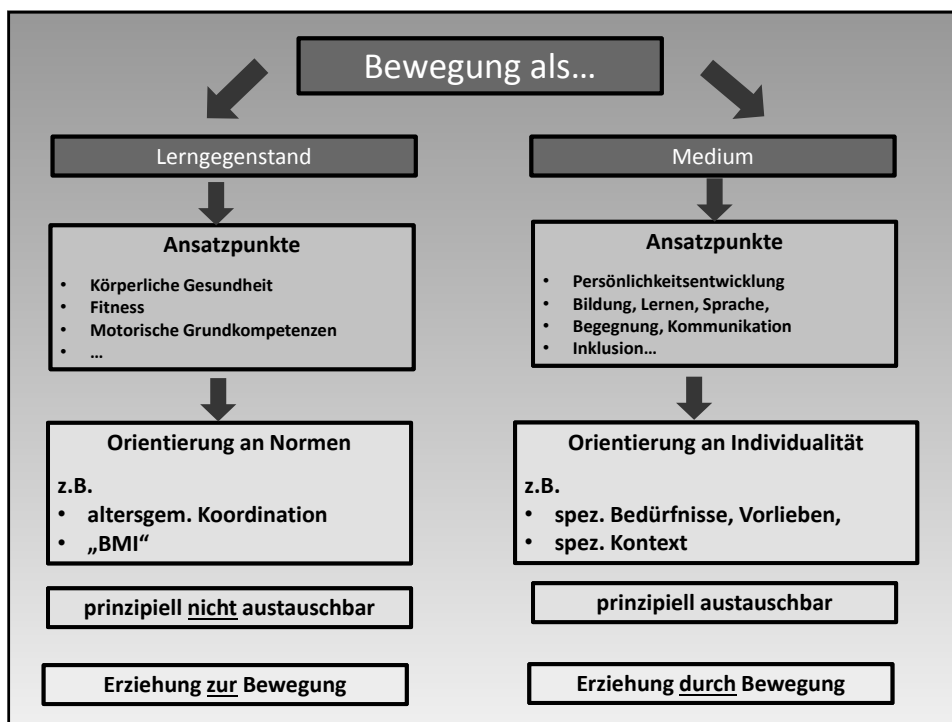 Bewegung als…
Lerngegenstand
Ansatzpunkte
• Körperliche Gesundheit
• Fitness
• Motorische Grundkompetenzen
• …
Orientierung an Normen
z.B.
• altersgem. Koordination
• „BMI“
prinzipiell nicht austauschbar
Erziehung zur Bewegung
Medium
Ansatzpunkte
• Persönlichkeitsentwicklung
• Bildung, Lernen, Sprache,
• Begegnung, Kommunikation
• Inklusion…
Orientierung an Individualität
z.B.
• spez. Bedürfnisse, Vorlieben,
• spez. Kontext
prinzipiell austauschbar
Erziehung durch Bewegung